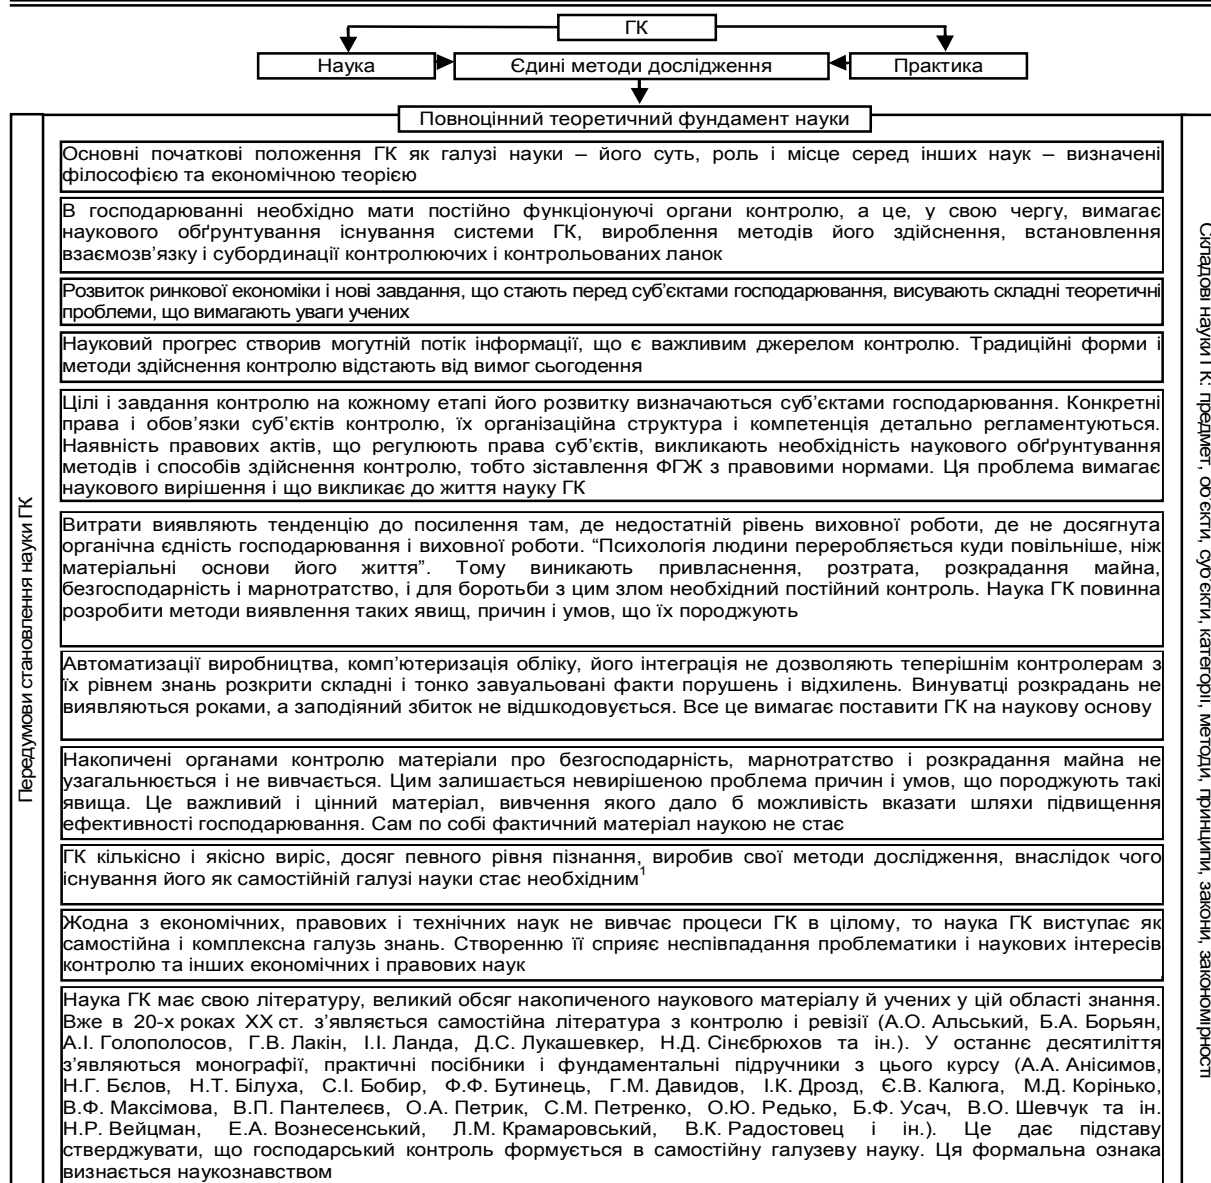 ГК
Наука
Єдині методи дослідження
Практика
Повноцінний теоретичний фундамент науки
Передумови становлення науки ГК
Основні початкові положення ГК як галузі науки – його суть, роль і місце серед інших наук – визначені
філософією та економічною теорією
В господарюванні необхідно мати постійно функціонуючі органи контролю, а це, у свою чергу, вимагає
наукового обґрунтування існування системи ГК, вироблення методів його здійснення, встановлення
взаємозв’язку і субординації контролюючих і контрольованих ланок
Розвиток ринкової економіки і нові завдання, що стають перед суб’єктами господарювання, висувають складні теоретичні
проблеми, що вимагають уваги учених
Науковий прогрес створив могутній потік інформації, що є важливим джерелом контролю. Традиційні форми і
методи здійснення контролю відстають від вимог сьогодення
Цілі і завдання контролю на кожному етапі його розвитку визначаються суб’єктами господарювання. Конкретні
права і обов’язки суб’єктів контролю, їх організаційна структура і компетенція детально регламентуються.
Наявність правових актів, що регулюють права суб’єктів, викликають необхідність наукового обґрунтування
методів і способів здійснення контролю, тобто зіставлення ФГЖ з правовими нормами. Ця проблема вимагає
наукового вирішення і що викликає до життя науку ГК
Витрати виявляють тенденцію до посилення там, де недостатній рівень виховної роботи, де не досягнута
органічна єдність господарювання і виховної роботи. “Психологія людини переробляється куди повільніше, ніж
матеріальні основи його життя”. Тому виникають привласнення, розтрата, розкрадання майна,
безгосподарність і марнотратство, і для боротьби з цим злом необхідний постійний контроль. Наука ГК повинна
розробити методи виявлення таких явищ, причин і умов, що їх породжують
Автоматизації виробництва, комп’ютеризація обліку, його інтеграція не дозволяють теперішнім контролерам з
їх рівнем знань розкрити складні і тонко завуальовані факти порушень і відхилень. Винуватці розкрадань не
виявляються роками, а заподіяний збиток не відшкодовується. Все це вимагає поставити ГК на наукову основу
Накопичені органами контролю матеріали про безгосподарність, марнотратство і розкрадання майна не
узагальнюється і не вивчається. Цим залишається невирішеною проблема причин і умов, що породжують такі
явища. Це важливий і цінний матеріал, вивчення якого дало б можливість вказати шляхи підвищення
ефективності господарювання. Сам по собі фактичний матеріал наукою не стає
ГК кількісно і якісно виріс, досяг певного рівня пізнання, виробив свої методи дослідження, внаслідок чого
існування його як самостійній галузі науки стає необхідним¹
Жодна з економічних, правових і технічних наук не вивчає процеси ГК в цілому, то наука ГК виступає як
самостійна і комплексна галузь знань. Створенню її сприяє неспівпадання проблематики і наукових інтересів
контролю та інших економічних і правових наук
Наука ГК має свою літературу, великий обсяг накопиченого наукового матеріалу й учених у цій області знання.
Вже в 20-х роках ХХ ст. з’являється самостійна література з контролю і ревізії (А.О. Альський, Б.А. Борьян,
А.І. Голополосов, Г.В. Лакін, І.І. Ланда, Д.С. Лукашевкер, Н.Д. Сінєбрюхов та ін.). У останнє десятиліття
з’являються монографії, практичні посібники і фундаментальні підручники з цього курсу (А.А. Анісимов,
Н.Г. Бєлов, Н.Т. Білуха, С.І. Бобир, Ф.Ф. Бутинець, Г.М. Давидов, І.К. Дрозд, Є.В. Калюга, М.Д. Корінько,
В.Ф. Максімова, В.П. Пантелеєв, О.А. Петрик, С.М. Петренко, О.Ю. Редько, Б.Ф. Усач, В.О. Шевчук та ін.
Н.Р. Вейцман, Е.А. Вознесенський, Л.М. Крамаровський, В.К. Радостовец і ін.). Це дає підставу
стверджувати, що господарський контроль формується в самостійну галузеву науку. Ця формальна ознака
визнається наукознавством
Складові науки ГК: предмет, об’єкти, суб’єкти, категорії, методи, принципи, закони, закономірності